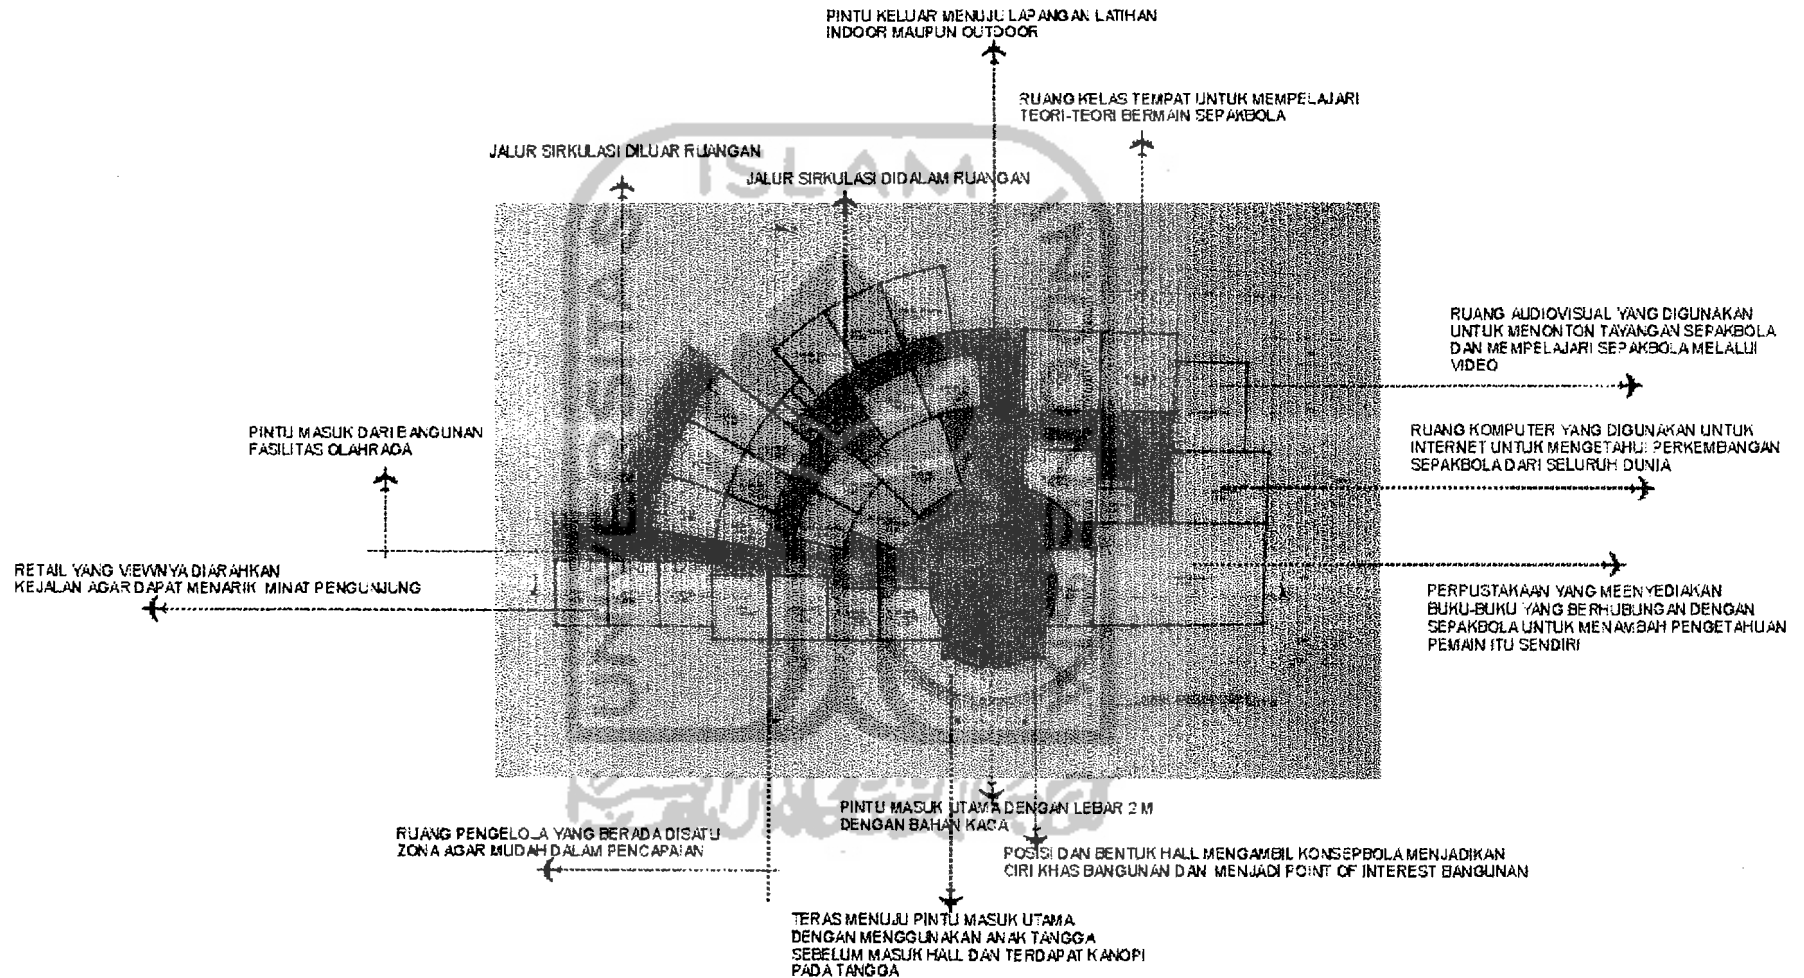 PINTU KELUAR MENUJU LAPANGAN LATIHAN
INDOOR MAUPUN OUTDOOR
RUANG KELAS TEMPAT UNTUK MEMPELAJARI
TEORI-TEORI BERMAIN SEPAKBOLA
JALUR SIRKULASI DILUAR RUANGAN
JALUR SIRKULASI DIDALAM RUANGAN
ISLAM
UNIVERSITAS
RUANG AUDIOVISUAL YANG DIGUNAKAN
UNTUK MENONTON TAYANGAN SEPAKBOLA
DAN MEMPELAJARI SEPAKBOLA MELALUI
VIDEO
PINTU MASUK DARI BANGUNAN
FASILITAS OLAHRAGA
RUANG KOMPUTER YANG DIGUNAKAN UNTUK
INTERNET UNTUK MENGETAHUI PERKEMBANGAN
SEPAKBOLA DARI SELURUH DUNIA
RETAIL YANG VIEWNYA DIARAHKAN
KEJALAN AGAR DAPAT MENARIK MINAT PENGUNJUNG
PERPUSTAKAAN YANG MEENYEDIAKAN
BUKU-BUKU YANG BERHUBUNGAN DENGAN
SEPAKBOLA UNTUK MENAMBAH PENGETAHUAN
PEMAIN ITU SENDIRI
PINTU MASUK UTAMA DENGAN LEBAR 2 M
DENGAN BAHAN KACA
RUANG PENGELOLA YANG BERADA DISATU
ZONA AGAR MUDAH DALAM PENCAPAIAN
POSISI DAN BENTUK HALL MENGAMBIL KONSEPBOLA MENJADIKAN
CIRI KHAS BANGUNAN DAN MENJADI POINT OF INTEREST BANGUNAN
TERAS MENUJU PINTU MASUK UTAMA
DENGAN MENGGUNAKAN ANAK TANGGA
SEBELUM MASUK HALL DAN TERDAPAT KANOPI
PADA TANGGA